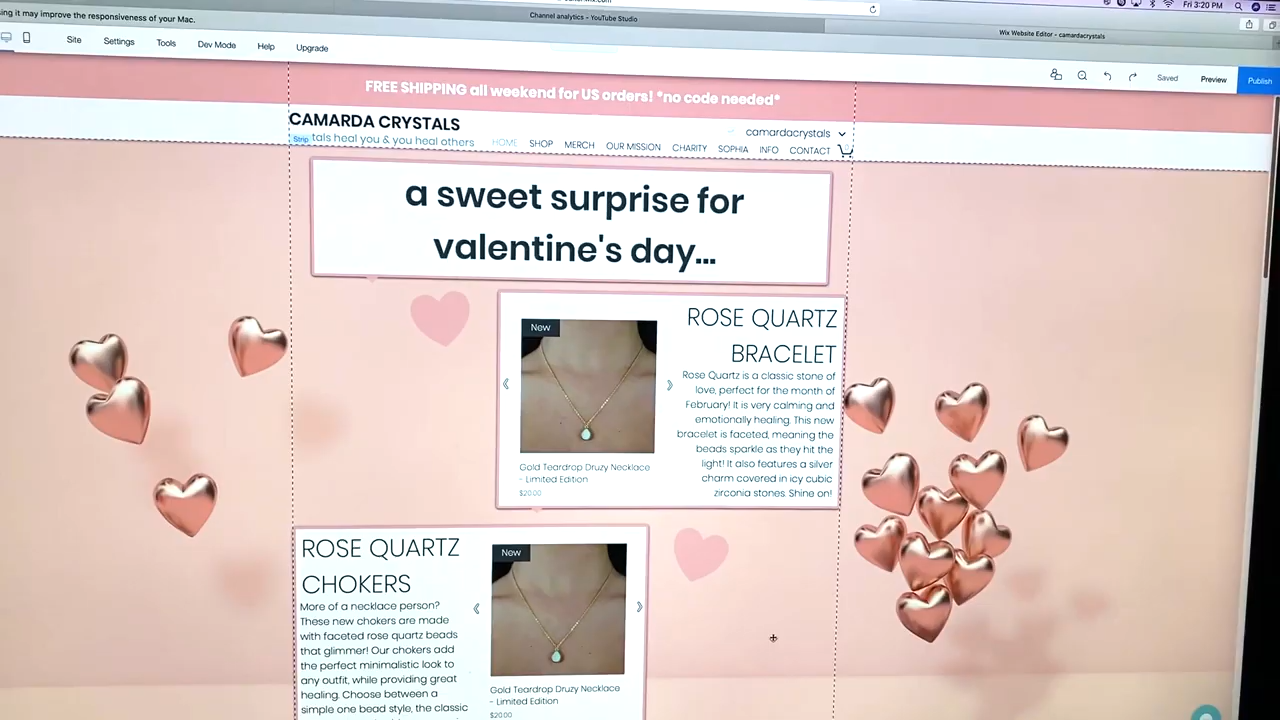 ing it may improve the responsiveness of your Mac.
Channel analytics - YouTube Studio
Fri 3:20 PM
Wix Website Editor - camardacrystals
Site Settings Tools Dev Mode Help Upgrade
Saved Preview Publish
FREE SHIPPING all weekend for US orders! *no code needed*
CAMARDA CRYSTALS
camardacrystals
Strip tals heal you & you heal others
HOME SHOP MERCH OUR MISSION CHARITY SOPHIA INFO CONTACT
a sweet surprise for
valentine's day...
New
Gold Teardrop Druzy Necklace
- Limited Edition
$20.00
ROSE QUARTZ
BRACELET
Rose Quartz is a classic stone of
love, perfect for the month of
February! It is very calming and
emotionally healing. This new
bracelet is faceted, meaning the
beads sparkle as they hit the
light! It also features a silver
charm covered in icy cubic
zirconia stones. Shine on!
ROSE QUARTZ
CHOKERS
More of a necklace person?
These new chokers are made
with faceted rose quartz beads
that glimmer! Our chokers add
the perfect minimalistic look to
any outfit, while providing great
healing. Choose between a
simple one bead style, the classic
New
Gold Teardrop Druzy Necklace
- Limited Edition
$20.00